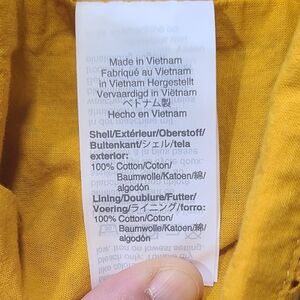 Made in Vietnam
Fabriqué au Vietnam
in Vietnam Hergestellt
Vervaardigd in Viëtnam
ベトナム製
Hecho en Vietnam
Shell/Extérieur/Oberstoff/
Buitenkant/シェル/tela
exterior:
100% Cotton/Coton/
Baumwolle/Katoen/綿/
algodón
Lining/Doublure/Futter/
Voering/ライニング/forro:
100% Cotton/Coton/
Baumwolle/Katoen/綿/
algodón